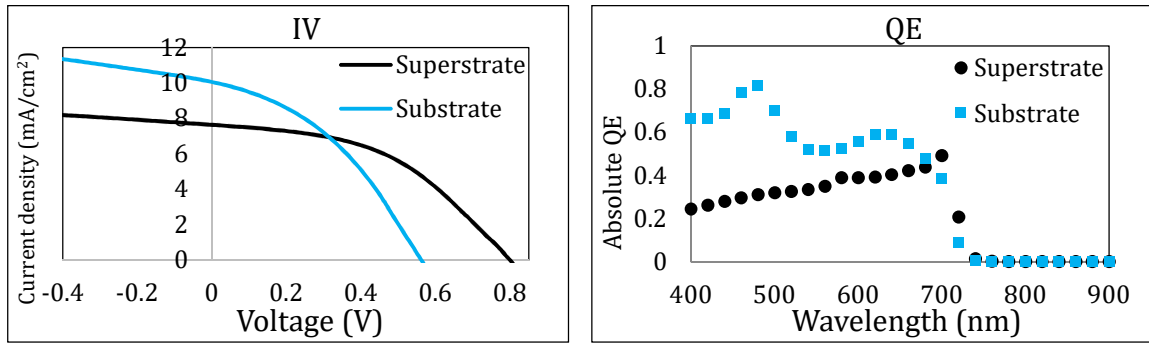 IV
Current density (mA/cm²)
12
10
8
6
4
2
0
-0.4
-0.2
0
0.2
0.4
0.6
0.8
Voltage (V)
Superstrate
Substrate
QE
Absolute QE
1
0.8
0.6
0.4
0.2
0
400
500
600
700
800
900
Wavelength (nm)
Superstrate
Substrate